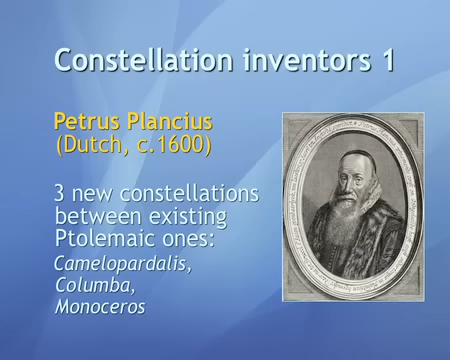 Constellation inventors 1
Petrus Plancius
(Dutch, c.1600)
3 new constellations
between existing
Ptolemaic ones:
Camelopardalis,
Columba,
Monoceros